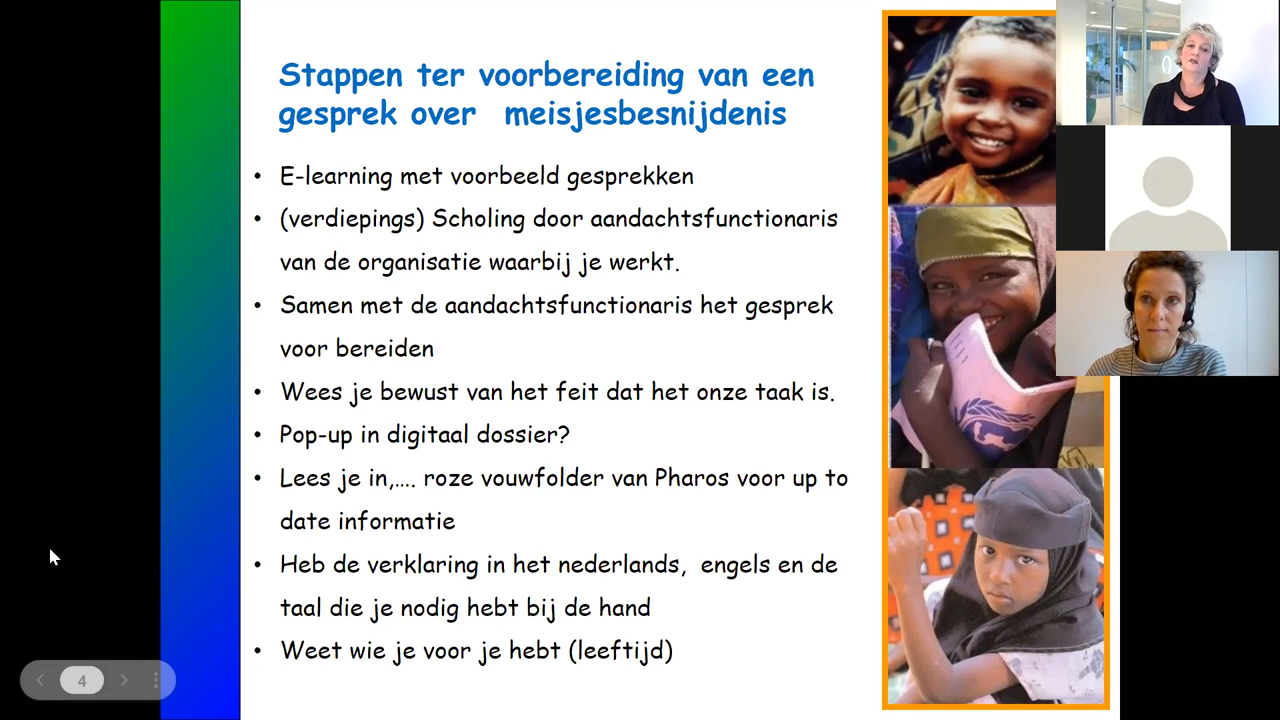 Stappen ter voorbereiding van een
gesprek over meisjesbesnijdenis
• E-learning met voorbeeld gesprekken
• (verdiepings) Scholing door aandachtsfunctionaris
van de organisatie waarbij je werkt.
• Samen met de aandachtsfunctionaris het gesprek
voor bereiden
• Wees je bewust van het feit dat het onze taak is.
• Pop-up in digitaal dossier?
• Lees je in,.... roze vouwfolder van Pharos voor up to
date informatie
• Heb de verklaring in het nederlands, engels en de
taal die je nodig hebt bij de hand
• Weet wie je voor je hebt (leeftijd)
4